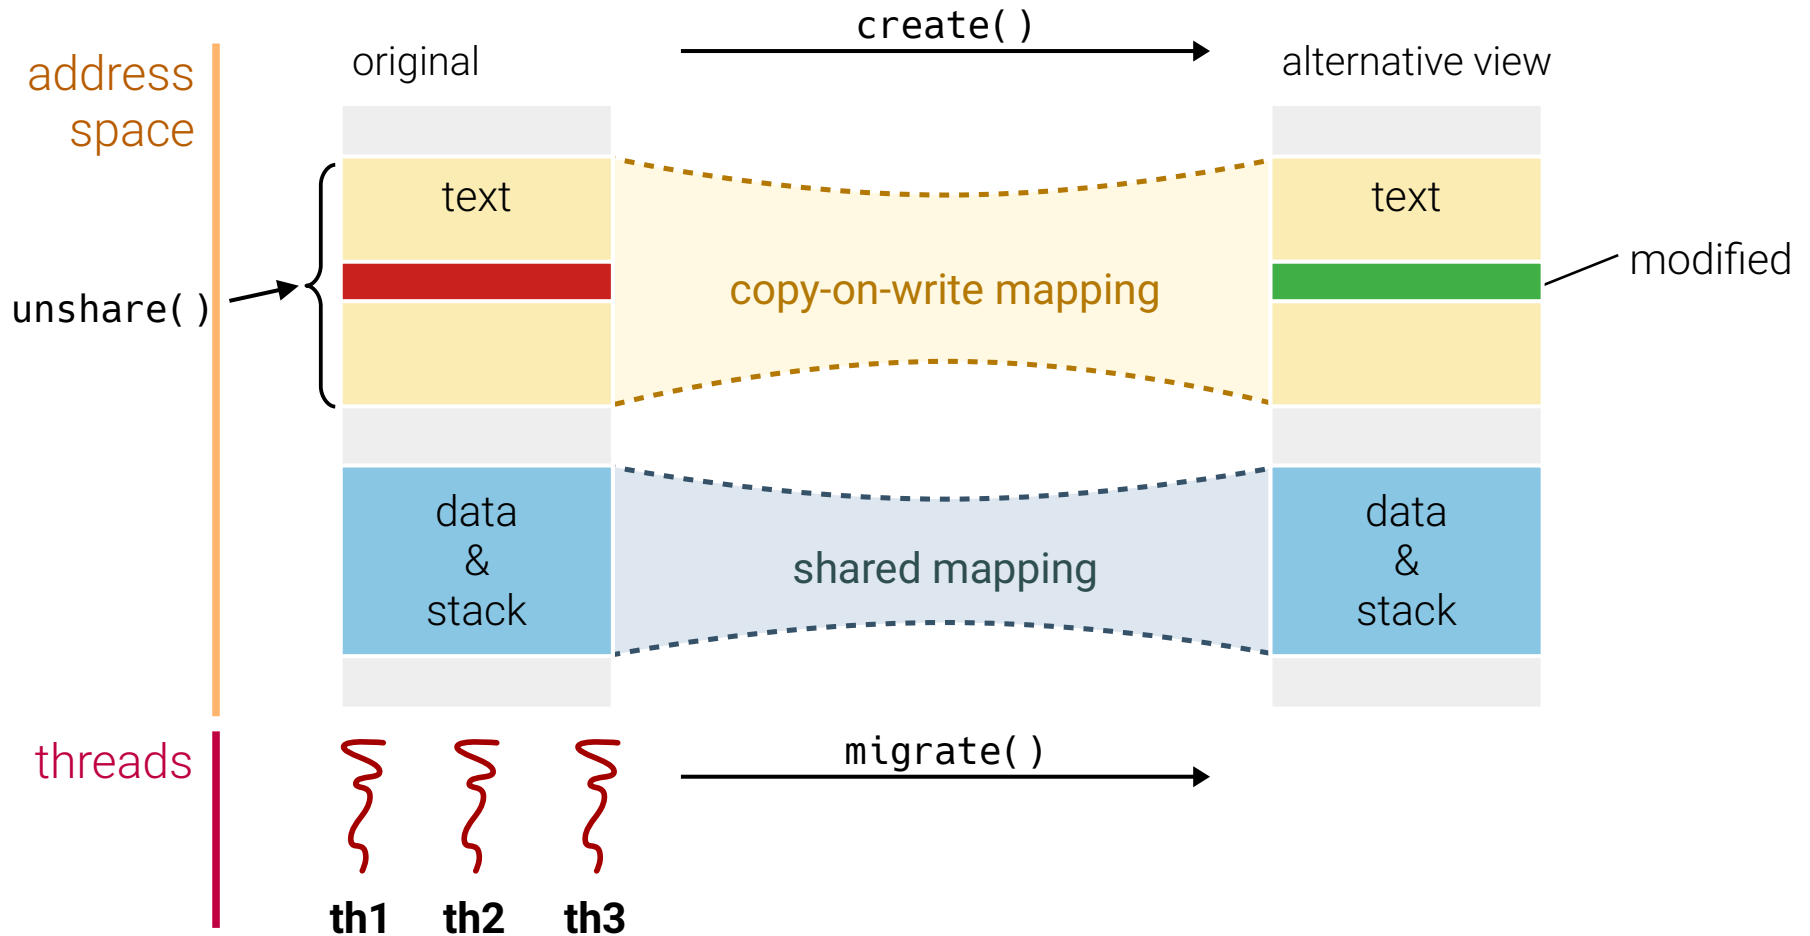 create()
original
alternative view
address
space
text
text
modified
copy-on-write mapping
unshare()
data
&
stack
shared mapping
data
&
stack
threads
migrate()
th1
th2
th3